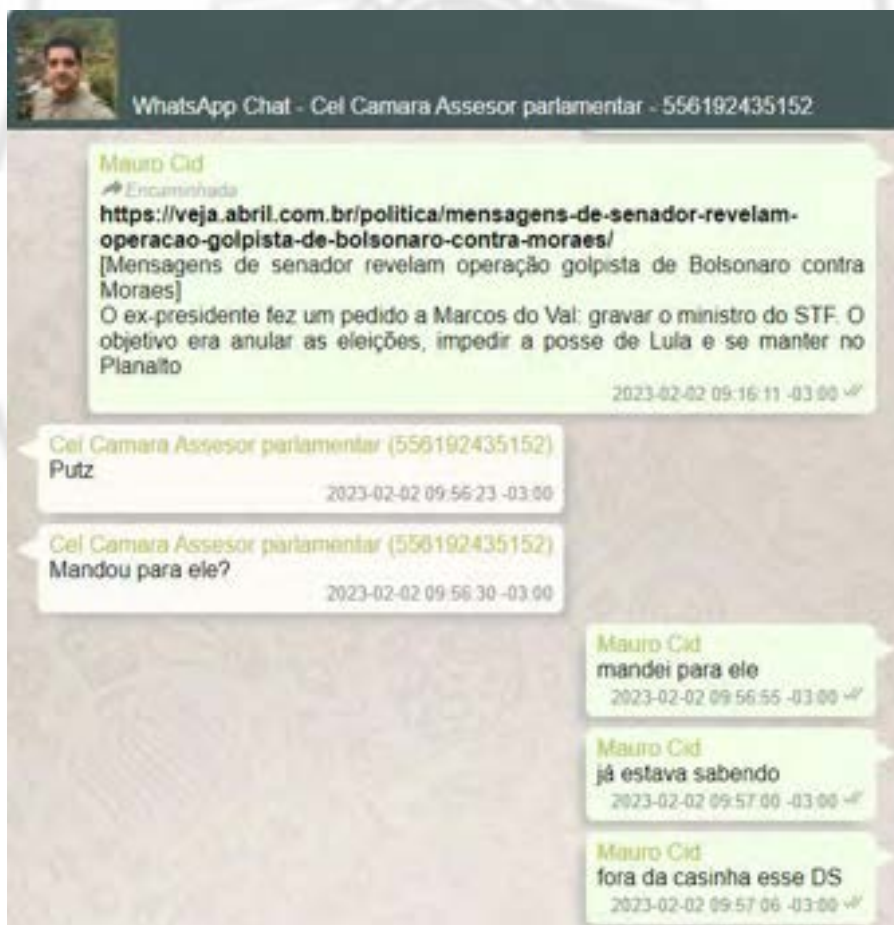 WhatsApp Chat - Cel Camara Assesor parlamentar - 556192435152
Mauro Cid
Encaminhada
https://veja.abril.com.br/politica/mensagens-de-senador-revelam-
operacao-golpista-de-bolsonaro-contra-moraes/
[Mensagens de senador revelam operação golpista de Bolsonaro contra
Moraes]
O ex-presidente fez um pedido a Marcos do Val: gravar o ministro do STF. O
objetivo era anular as eleições, impedir a posse de Lula e se manter no
Planalto
2023-02-02 09:16:11 -03:00
Cel Camara Assesor parlamentar (556192435152)
Putz
2023-02-02 09:56:23 -03:00
Cel Camara Assesor parlamentar (556192435152)
Mandou para ele?
2023-02-02 09:56:30 -03:00
Mauro Cid
mandei para ele
2023-02-02 09:56:55 -03:00
Mauro Cid
já estava sabendo
2023-02-02 09:57:00 -03:00
Mauro Cid
fora da casinha esse DS
2023-02-02 09:57:06 -03:00